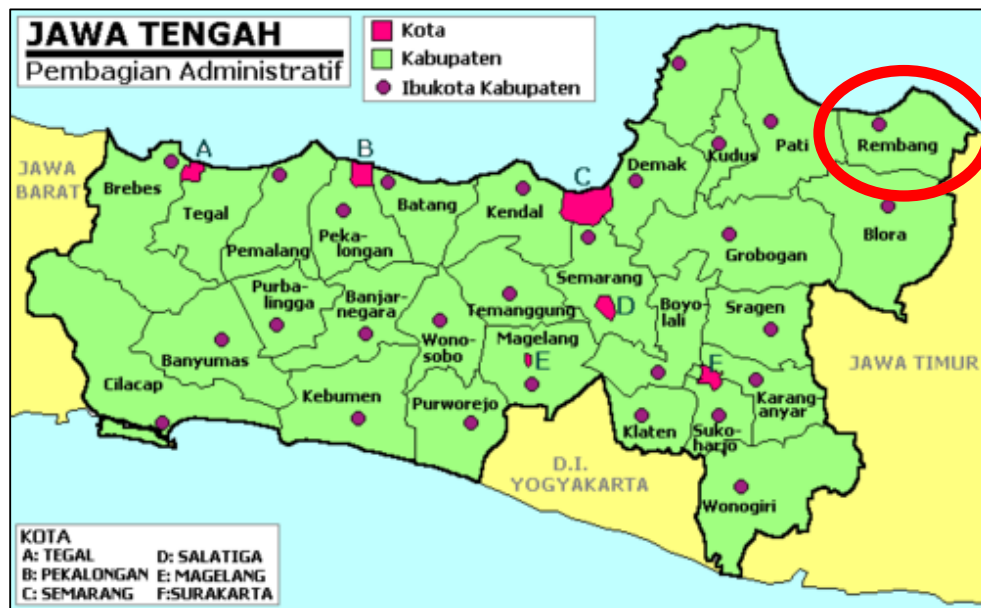 JAWA TENGAH
Pembagian Administratif
Kota
Kabupaten
Ibukota Kabupaten
JAWA
BARAT
A
B
C
Brebes
Tegal
Pemalang
Peka-
longan
Batang
Kendal
Demak
Kudus
Pati
Rembang
Blora
Grobogan
Semarang
D
Purba-
lingga
Banjar-
negara
Temanggung
Boyo-
lali
Sragen
Banyumas
Wono-
sobo
Magelang
E
F
JAWA TIMUR
Cilacap
Kebumen
Purworejo
Klaten
Suko-
harjo
Karang-
anyar
D.I.
YOGYAKARTA
Wonogiri
KOTA
A: TEGAL D: SALATIGA
B: PEKALONGAN E: MAGELANG
C: SEMARANG F:SURAKARTA